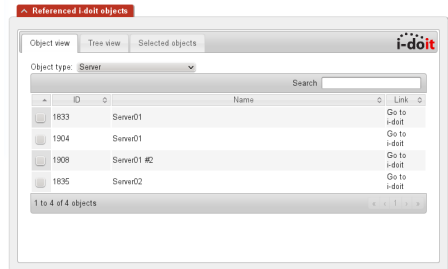 Referenced i-doit objects
Object view Tree view Selected objects
i-doit
Object type: Server
Search
ID Name Link
1833 Server01 Go to
i-doit
1904 Server01 Go to
i-doit
1908 Server01 #2 Go to
i-doit
1835 Server02 Go to
i-doit
1 to 4 of 4 objects
1